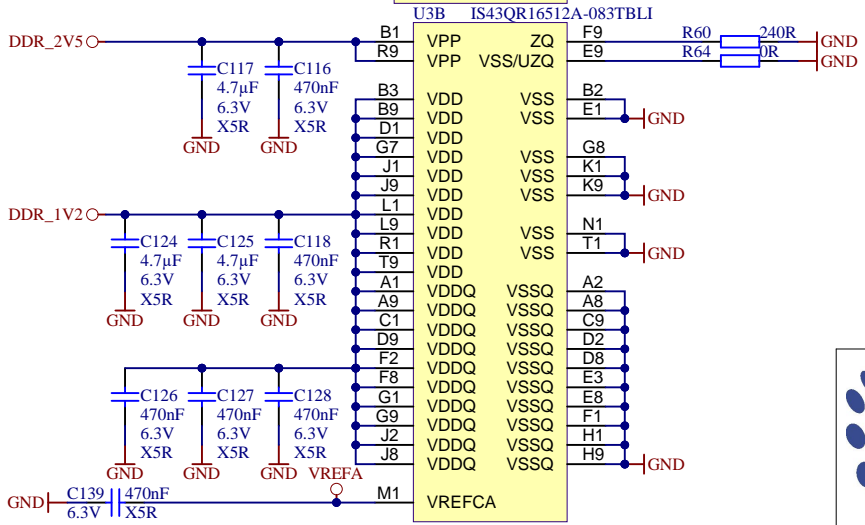 U3B IS43QR16512A-083TBLI
DDR_2V5 B1 VPP ZQ F9 R60 240R GND
R9 VPP VSS/UZQ E9 R64 0R GND
C117 C116
4.7µF 470nF
6.3V 6.3V
X5R X5R
GND GND
B3 VDD VSS B2
B9 VDD VSS E1 GND
D1 VDD
G7 VDD VSS G8
J1 VDD VSS K1
J9 VDD VSS K9 GND
DDR_1V2 L1 VDD
L9 VDD VSS N1
R1 VDD VSS T1 GND
T9 VDD
C124 C125 C118
4.7µF 4.7µF 470nF
6.3V 6.3V 6.3V
X5R X5R X5R
GND GND GND
A1 VDDQ VSSQ A2
A9 VDDQ VSSQ A8
C1 VDDQ VSSQ C9
D9 VDDQ VSSQ D2
F2 VDDQ VSSQ D8
F8 VDDQ VSSQ E3
G1 VDDQ VSSQ E8
G9 VDDQ VSSQ F1
J2 VDDQ VSSQ H1
J8 VDDQ VSSQ H9 GND
C126 C127 C128
470nF 470nF 470nF
6.3V 6.3V 6.3V
X5R X5R X5R
GND GND GND
VREFA
GND C139 470nF M1 VREFCA
6.3V X5R